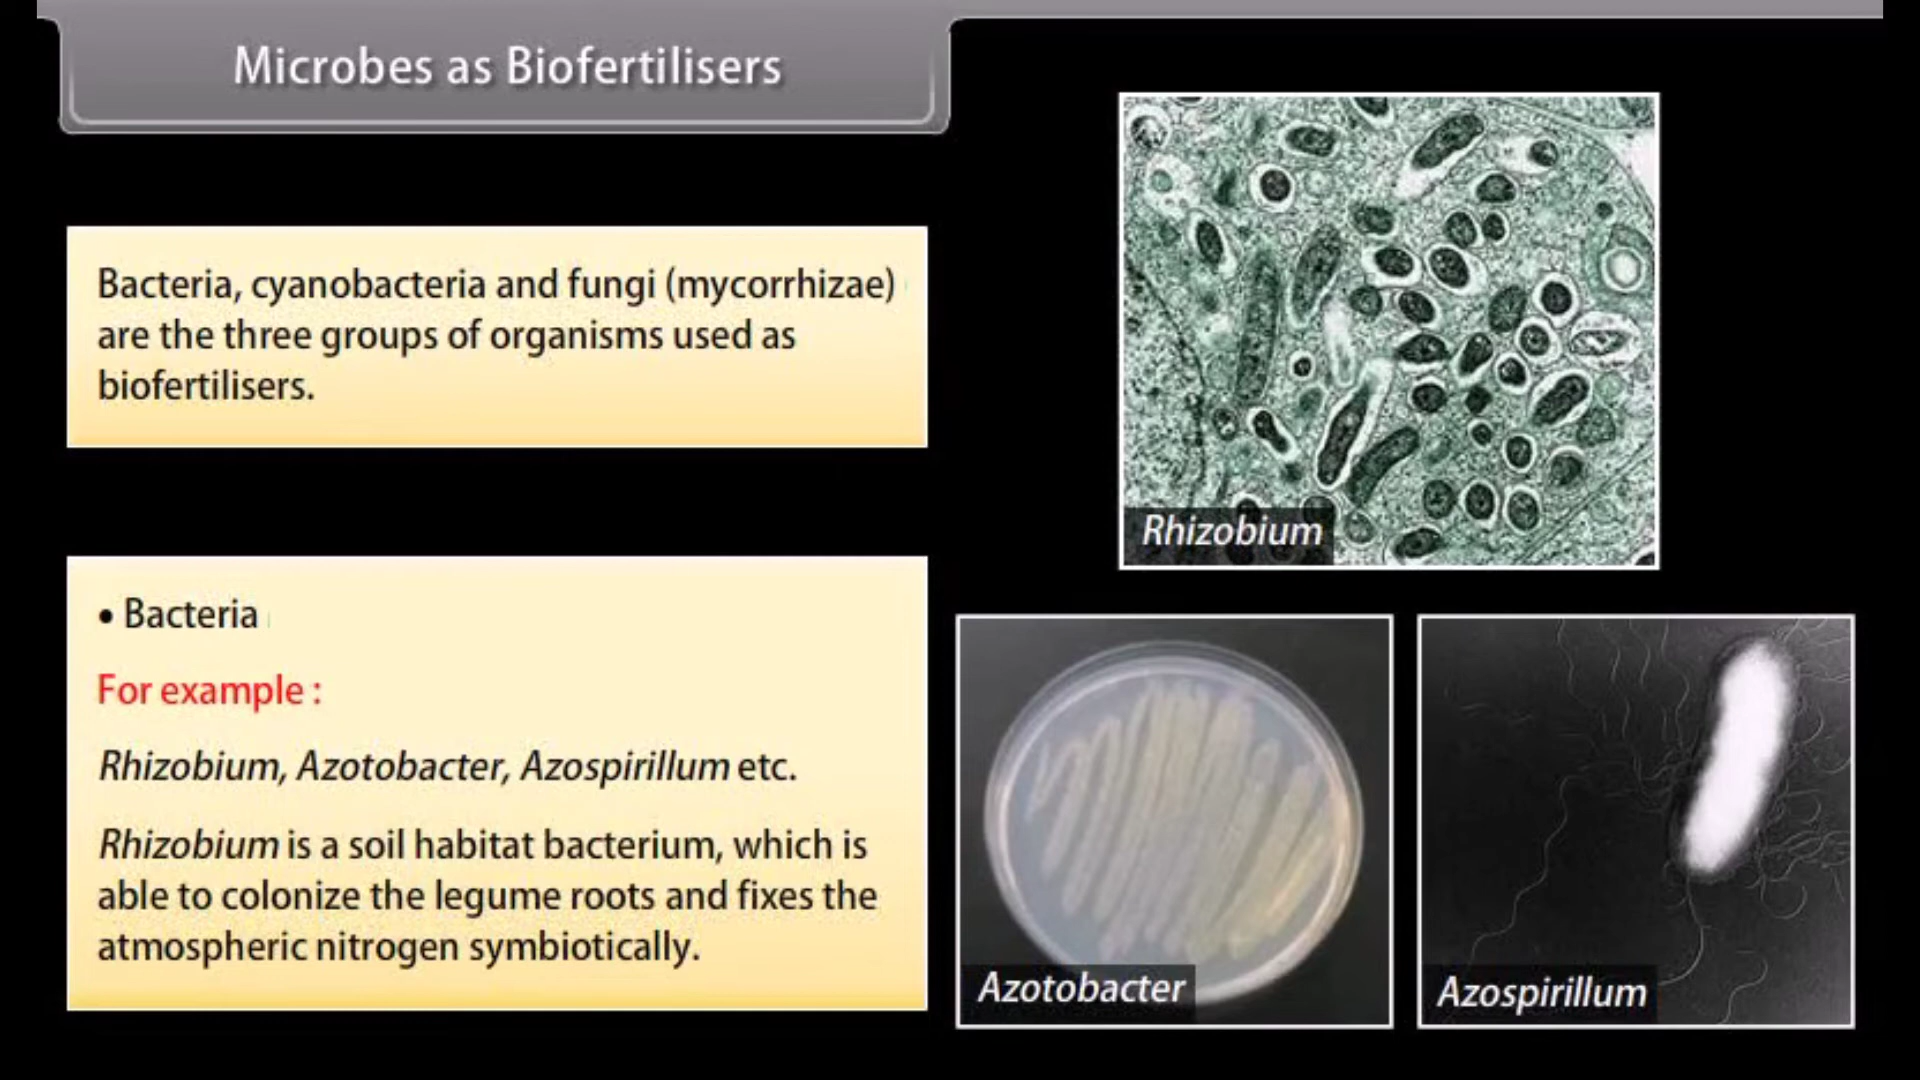 Microbes as Biofertilisers
Bacteria, cyanobacteria and fungi (mycorrhizae)
are the three groups of organisms used as
biofertilisers.
• Bacteria
For example :
Rhizobium, Azotobacter, Azospirillum etc.
Rhizobium is a soil habitat bacterium, which is
able to colonize the legume roots and fixes the
atmospheric nitrogen symbiotically.
Rhizobium
Azotobacter
Azospirillum